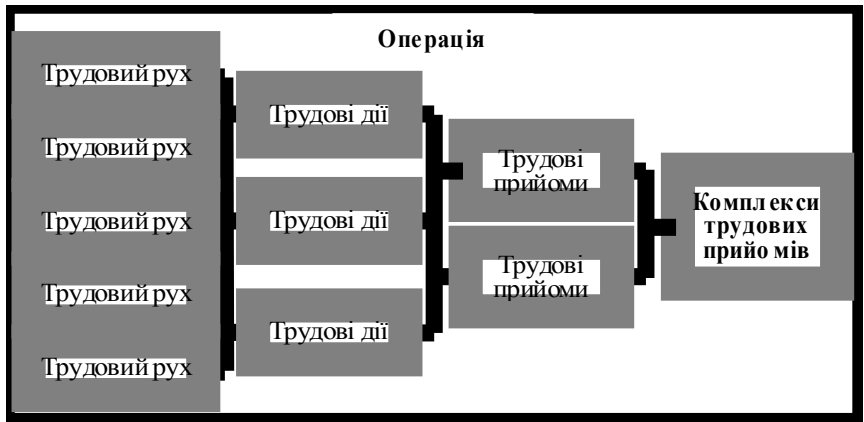 Операція
Трудовий рух
Трудовий рух
Трудовий рух
Трудовий рух
Трудовий рух
Трудові дії
Трудові дії
Трудові дії
Трудові
прийоми
Трудові
прийоми
Комплекси
трудових
прийомів